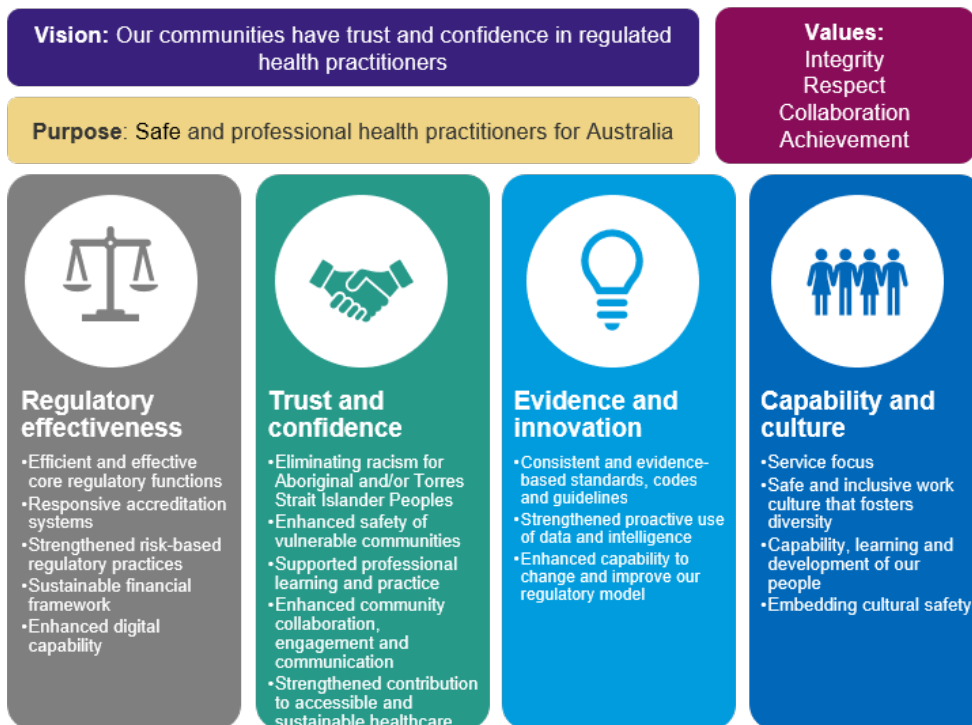 Vision: Our communities have trust and confidence in regulated
health practitioners
Purpose: Safe and professional health practitioners for Australia
Values:
Integrity
Respect
Collaboration
Achievement
Regulatory
effectiveness
•Efficient and effective
core regulatory functions
•Responsive accreditation
systems
•Strengthened risk-based
regulatory practices
•Sustainable financial
framework
•Enhanced digital
capability
Trust and
confidence
•Eliminating racism for
Aboriginal and/or Torres
Strait Islander Peoples
•Enhanced safety of
vulnerable communities
•Supported professional
learning and practice
•Enhanced community
collaboration,
engagement and
communication
•Strengthened contribution
to accessible and
sustainable healthcare
Evidence and
innovation
•Consistent and evidence-
based standards, codes
and guidelines
•Strengthened proactive use
of data and intelligence
•Enhanced capability to
change and improve our
regulatory model
Capability and
culture
•Service focus
•Safe and inclusive work
culture that fosters
diversity
•Capability, learning and
development of our
people
•Embedding cultural safety